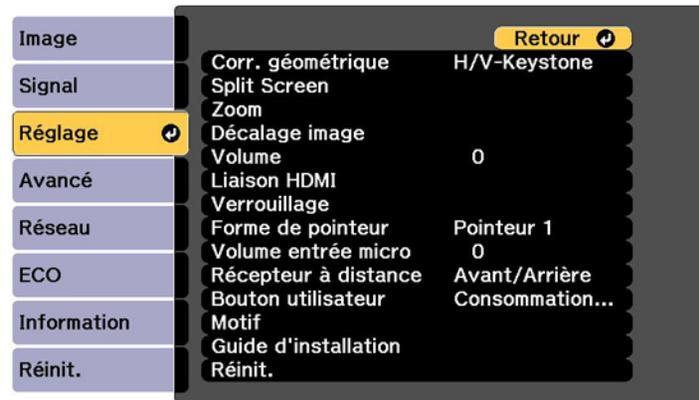 Image
Signal
Réglage
Avancé
Réseau
ECO
Information
Réinit.
Retour
Corr. géométrique H/V-Keystone
Split Screen
Zoom
Décalage image
Volume 0
Liaison HDMI
Verrouillage
Forme de pointeur Pointeur 1
Volume entrée micro 0
Récepteur à distance Avant/Arrière
Bouton utilisateur Consommation...
Motif
Guide d'installation
Réinit.